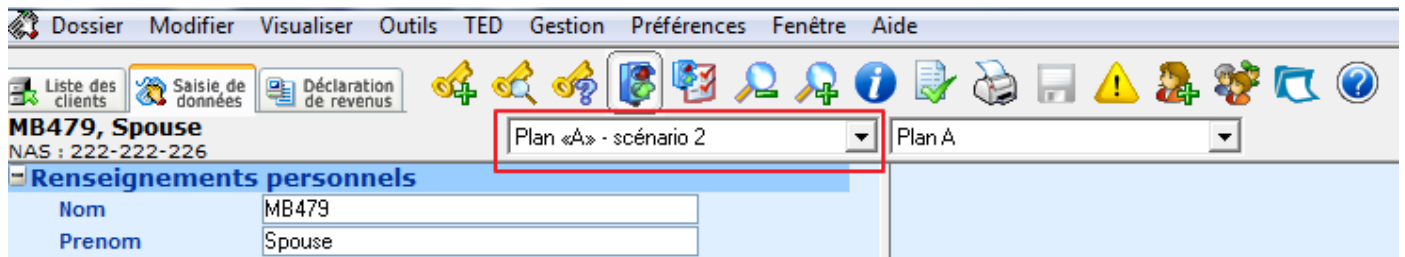 Dossier Modifier Visualiser Outils TED Gestion Préférences Fenêtre Aide
Liste des clients Saisie de données Déclaration de revenus
MB479, Spouse Plan «A» - scénario 2 Plan A
NAS : 222-222-226
Renseignements personnels
Nom MB479
Prenom Spouse